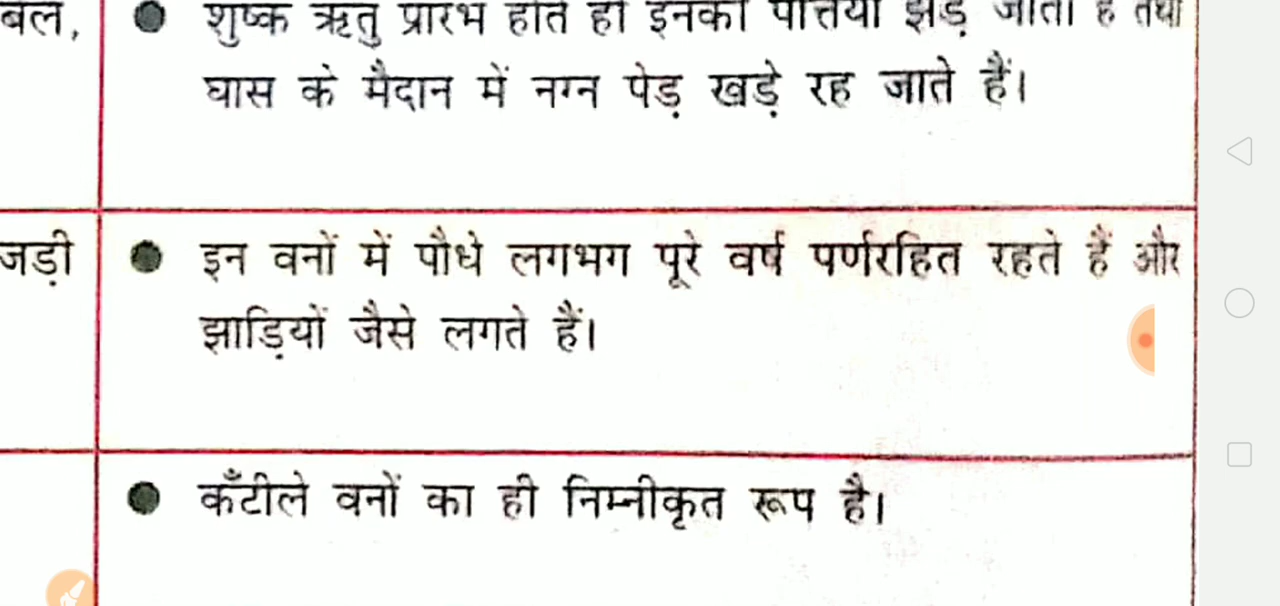 बेल, ● शुष्क ऋतु प्रारंभ होते ही इनकी पत्तियाँ झड़ जाती हैं तथा
घास के मैदान में नग्न पेड़ खड़े रह जाते हैं।
जड़ी ● इन वनों में पौधे लगभग पूरे वर्ष पर्णरहित रहते हैं और
झाड़ियों जैसे लगते हैं।
● कँटीले वनों का ही निम्नीकृत रूप है।